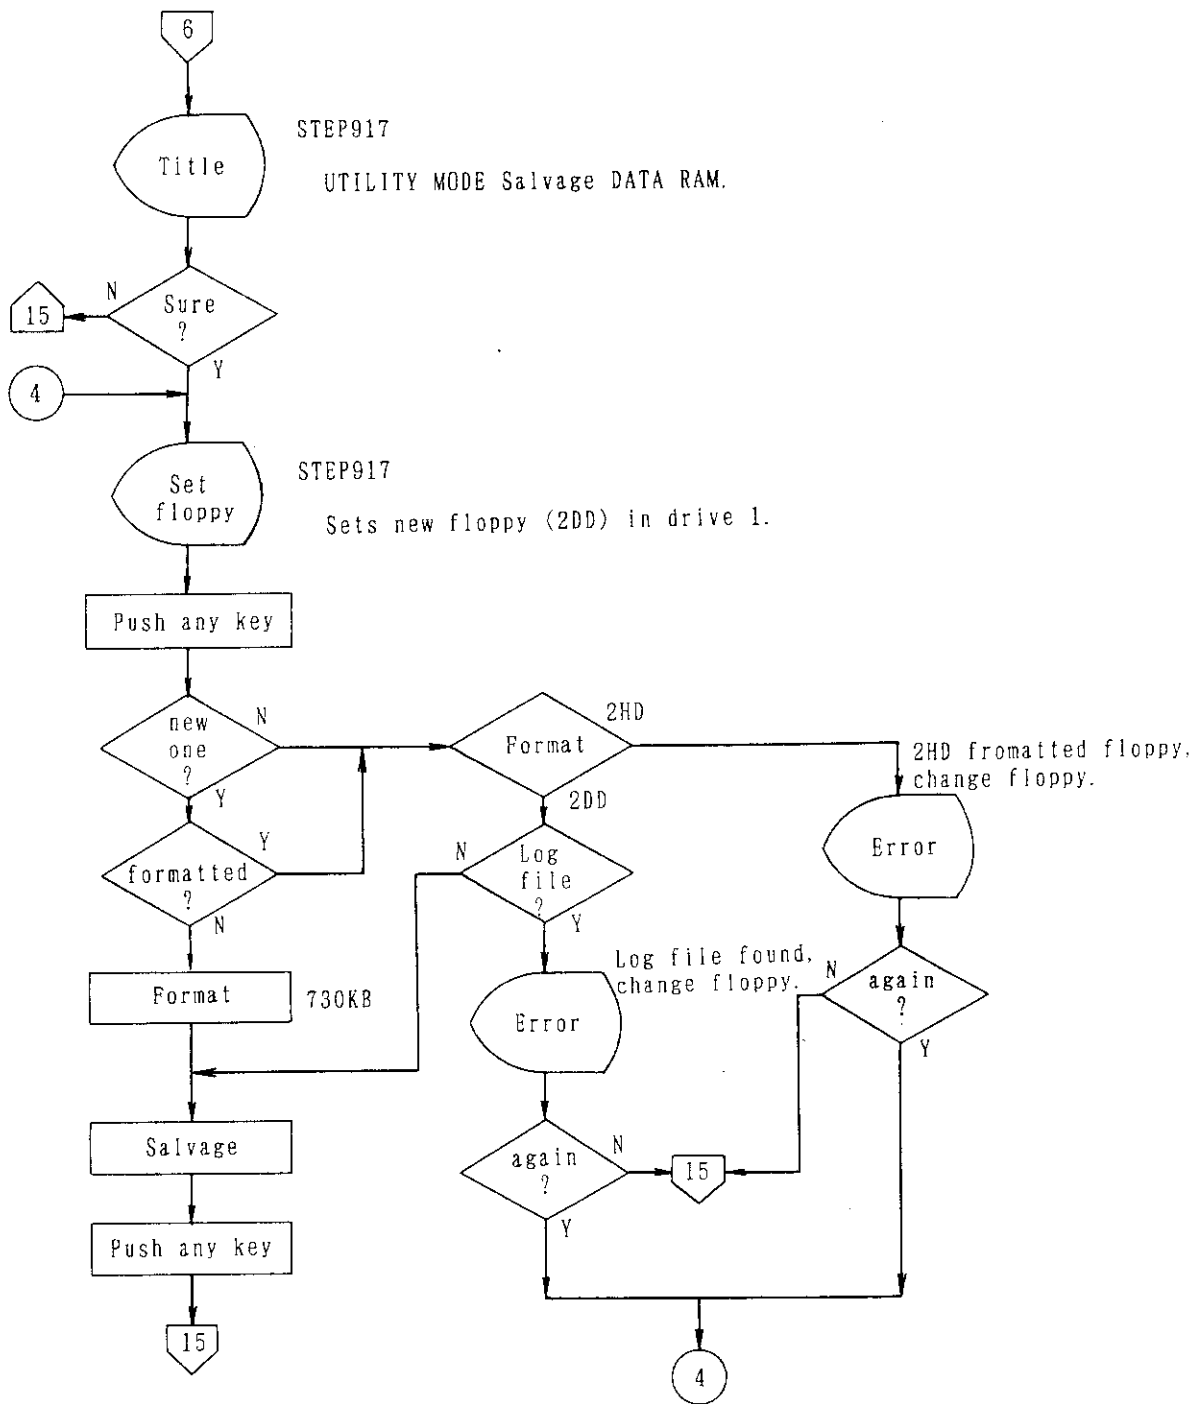 6
Title
STEP917
UTILITY MODE Salvage DATA RAM.
N
15
Sure
?
Y
4
Set
floppy
STEP917
Sets new floppy (2DD) in drive 1.
Push any key
new
one
?
N
Y
Format
2HD
2DD
2HD fromatted floppy,
change floppy.
Error
formatted
?
Y
N
Log
file
?
N
Y
Format
730KB
Log file found,
change floppy.
Error
again
?
N
Y
Salvage
again
?
N
Y
15
Push any key
15
4